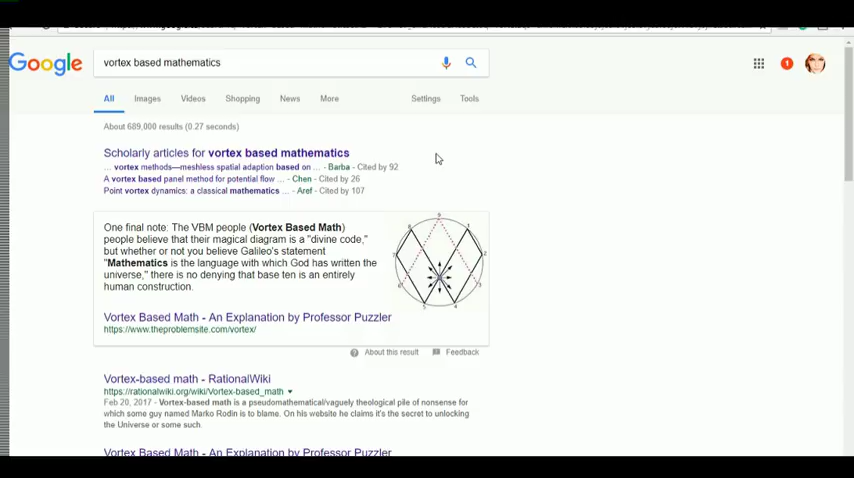 Google
vortex based mathematics
All Images Videos Shopping News More Settings Tools
1
About 689,000 results (0.27 seconds)
Scholarly articles for vortex based mathematics
... vortex methods—meshless spatial adaption based on ... - Barba - Cited by 92
A vortex based panel method for potential flow ... - Chen - Cited by 26
Point vortex dynamics: a classical mathematics ... - Aref - Cited by 107
One final note: The VBM people (Vortex Based Math)
people believe that their magical diagram is a "divine code,"
but whether or not you believe Galileo's statement
"Mathematics is the language with which God has written the
universe," there is no denying that base ten is an entirely
human construction.
Vortex Based Math - An Explanation by Professor Puzzler
https://www.theproblemsite.com/vortex/
About this result Feedback
Vortex-based math - RationalWiki
https://rationalwiki.org/wiki/Vortex-based_math
Feb 20, 2017 - Vortex-based math is a pseudomathematical/vaguely theological pile of nonsense for
which some guy named Marko Rodin is to blame. On his website he claims it's the secret to unlocking
the Universe or some such
Vortex Based Math - An Explanation by Professor Puzzler